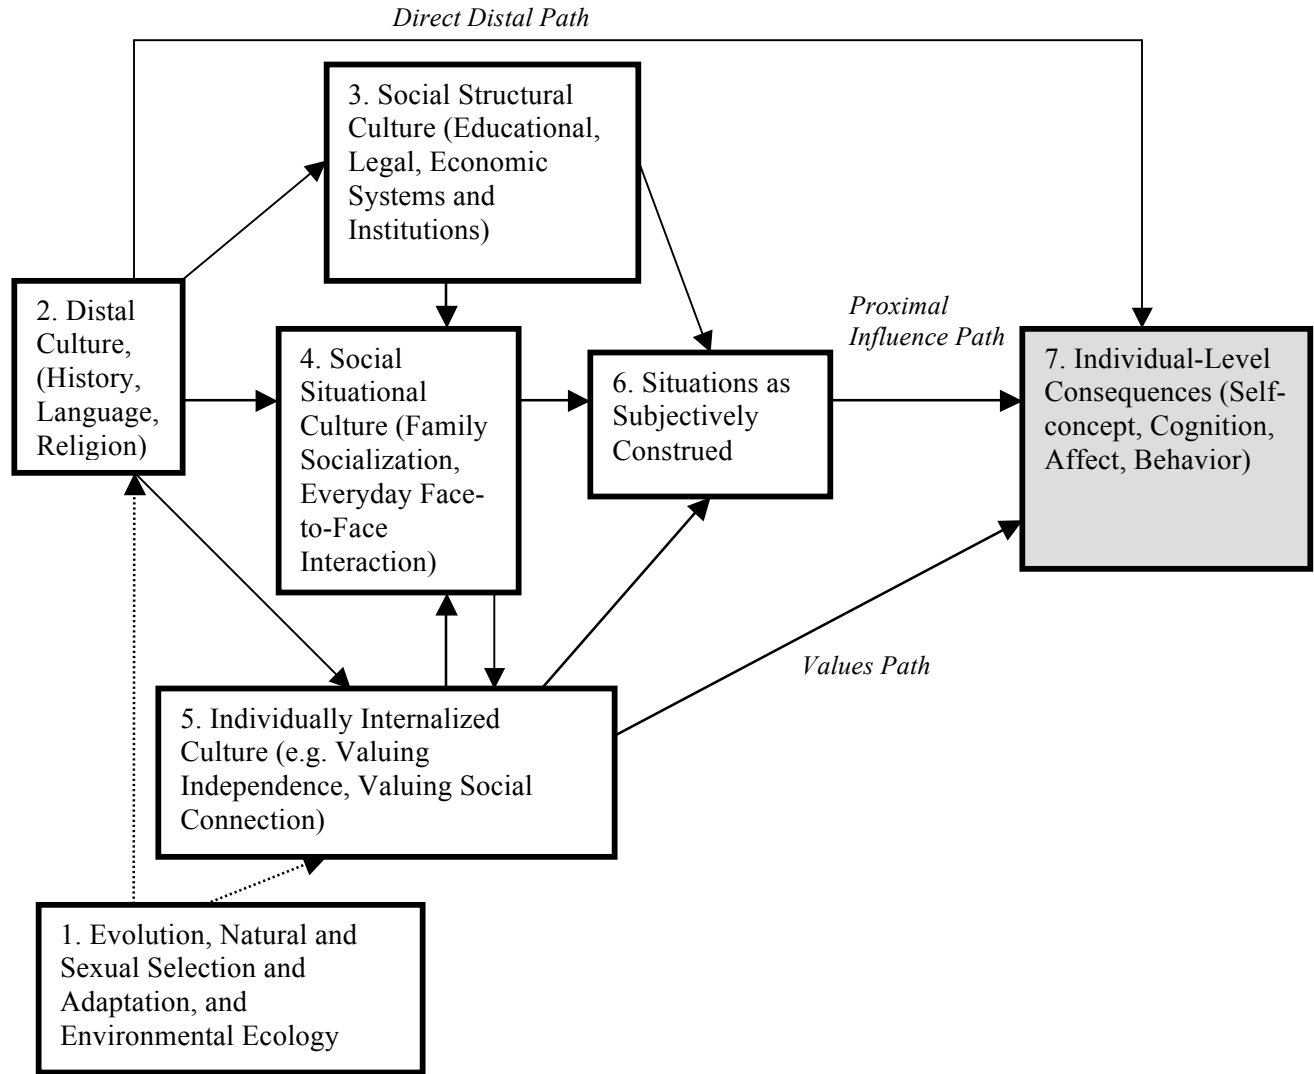 Direct Distal Path
3. Social Structural
Culture (Educational,
Legal, Economic
Systems and
Institutions)
2. Distal
Culture,
(History,
Language,
Religion)
4. Social
Situational
Culture (Family
Socialization,
Everyday Face-
to-Face
Interaction)
6. Situations as
Subjectively
Construed
Proximal
Influence Path
7. Individual-Level
Consequences (Self-
concept, Cognition,
Affect, Behavior)
Values Path
5. Individually Internalized
Culture (e.g. Valuing
Independence, Valuing Social
Connection)
1. Evolution, Natural and
Sexual Selection and
Adaptation, and
Environmental Ecology